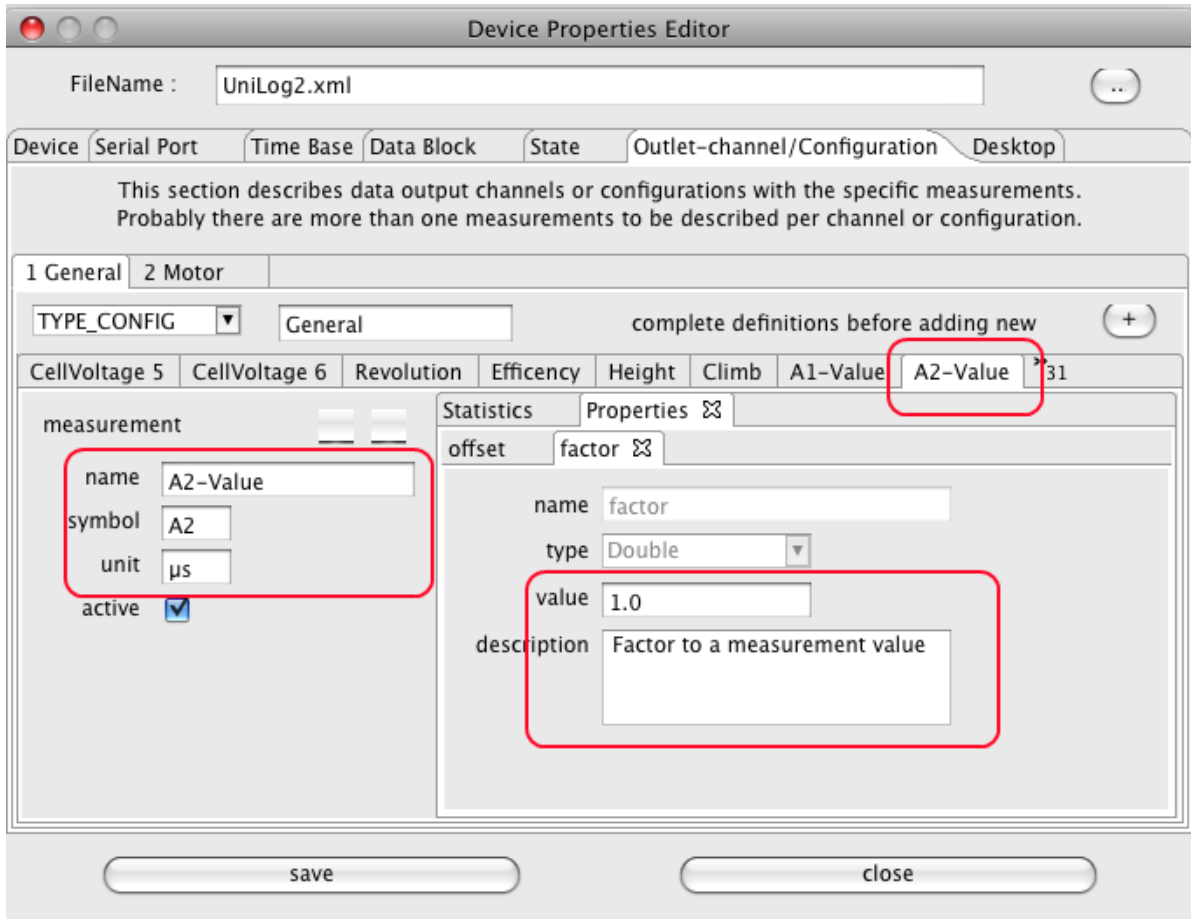 Device Properties Editor
FileName :
UniLog2.xml
..
Device
Serial Port
Time Base
Data Block
State
Outlet-channel/Configuration
Desktop
This section describes data output channels or configurations with the specific measurements.
Probably there are more than one measurements to be described per channel or configuration.
1 General
2 Motor
TYPE_CONFIG
General
complete definitions before adding new
+
CellVoltage 5
CellVoltage 6
Revolution
Efficency
Height
Climb
A1-Value
A2-Value
»31
measurement
name
A2-Value
symbol
A2
unit
µs
active
Statistics
Properties
offset
factor
name
factor
type
Double
value
1.0
description
Factor to a measurement value
save
close